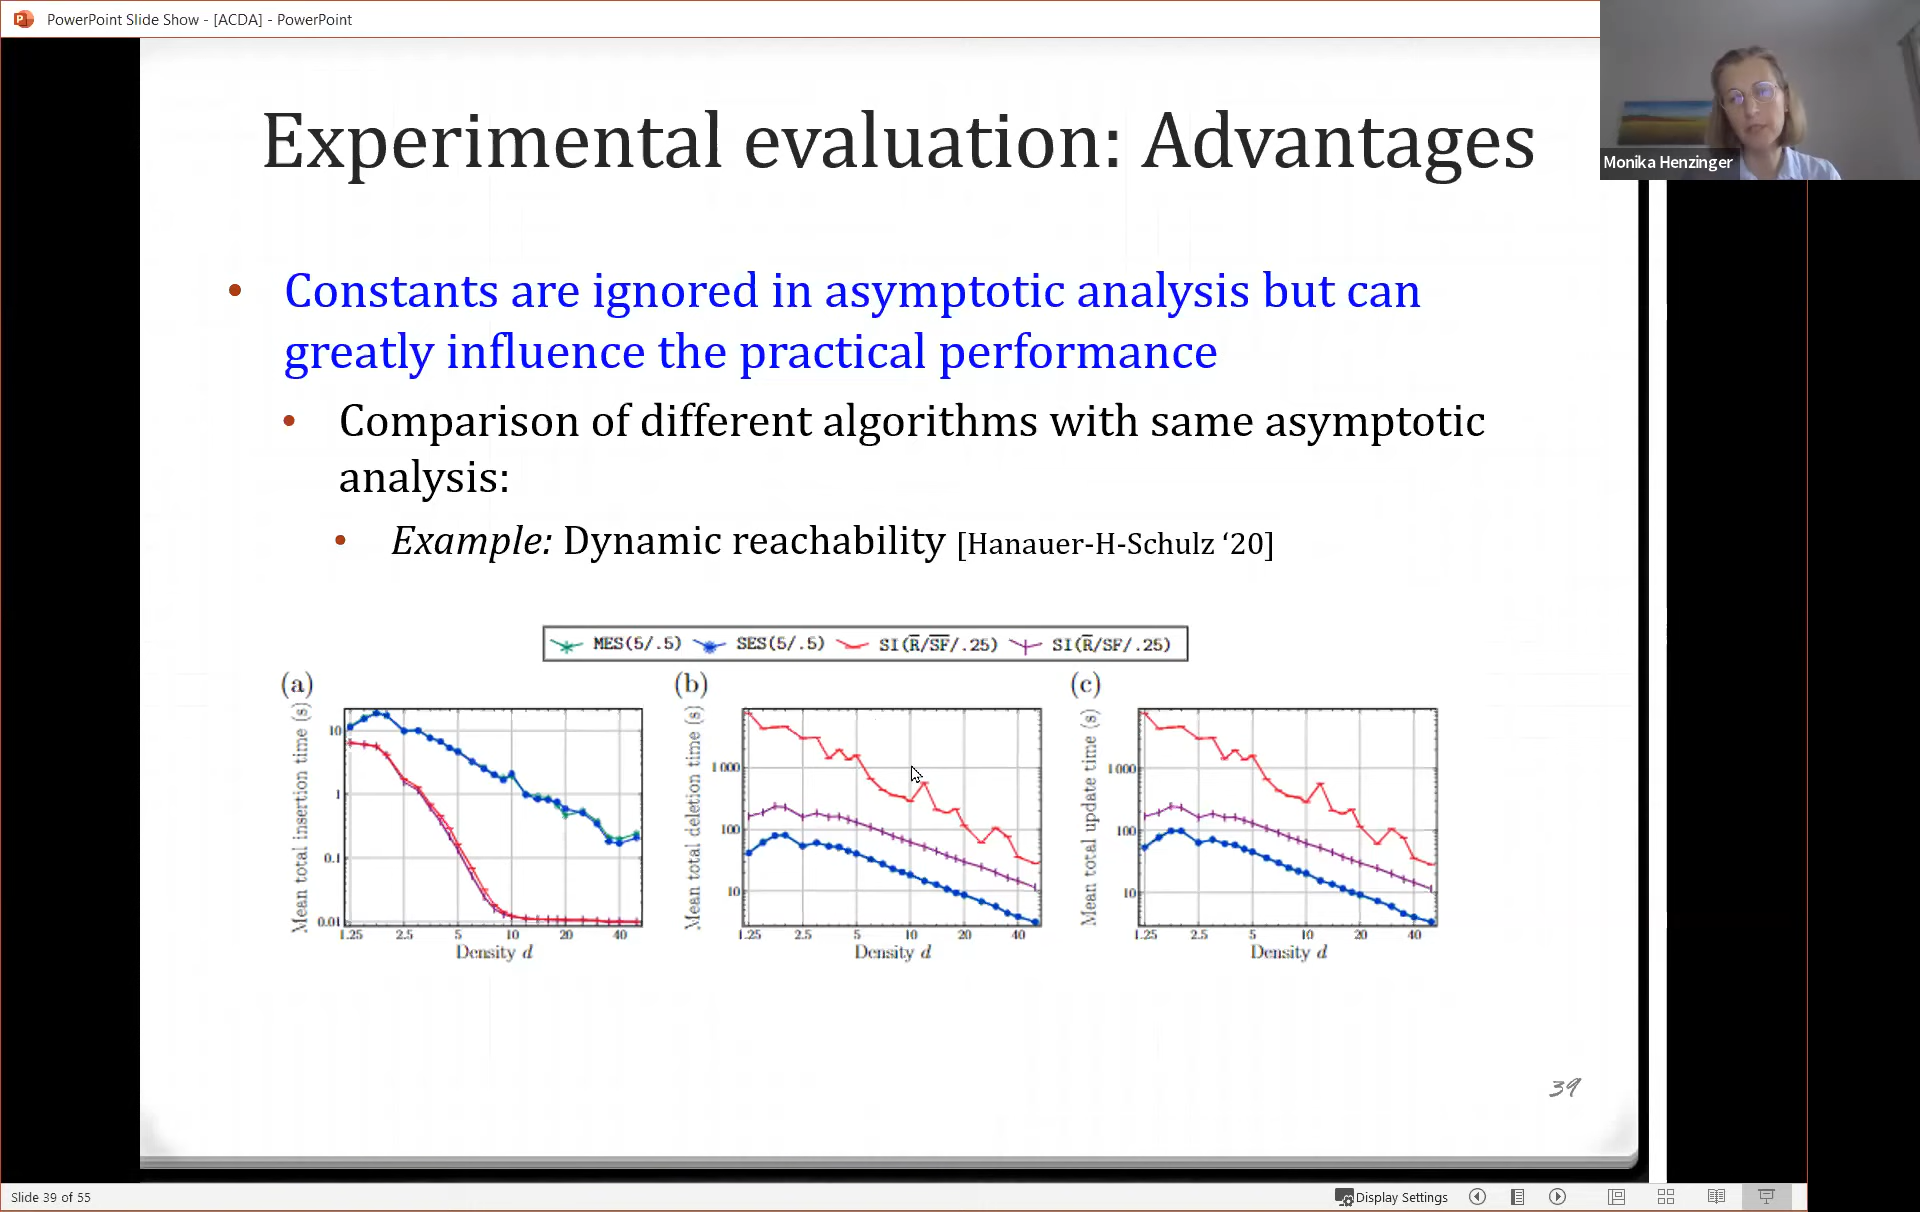 PowerPoint Slide Show - [ACDA] - PowerPoint
Monika Henzinger
Experimental evaluation: Advantages
• Constants are ignored in asymptotic analysis but can
greatly influence the practical performance
• Comparison of different algorithms with same asymptotic
analysis:
• Example: Dynamic reachability [Hanauer-H-Schulz ‘20]
MES(5/.5) SES(5/.5) SI(R̅/S̅F̅/.25) SI(R̅/SF/.25)
(a)
Mean total insertion time (s)
10
1
0.1
0.01
1.25 2.5 5 10 20 40
Density d
(b)
Mean total deletion time (s)
1 000
100
10
1.25 2.5 5 10 20 40
Density d
(c)
Mean total update time (s)
1 000
100
10
1.25 2.5 5 10 20 40
Density d
39
Slide 39 of 55
Display Settings